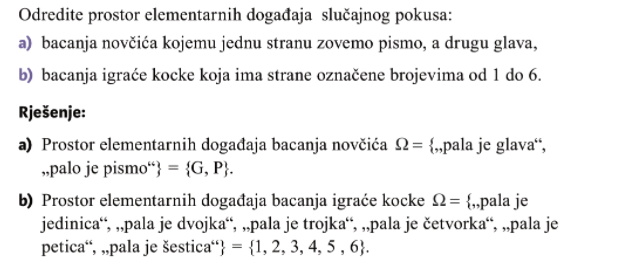 Odredite prostor elementarnih događaja slučajnog pokusa:
a) bacanja novčića kojemu jednu stranu zovemo pismo, a drugu glava,
b) bacanja igraće kocke koja ima strane označene brojevima od 1 do 6.
Rješenje:
a) Prostor elementarnih događaja bacanja novčića Ω = {„pala je glava“,
„palo je pismo“} = {G, P}.
b) Prostor elementarnih događaja bacanja igraće kocke Ω = {„pala je
jedinica“, „pala je dvojka“, „pala je trojka“, „pala je četvorka“, „pala je
petica“, „pala je šestica“} = {1, 2, 3, 4, 5 , 6}.